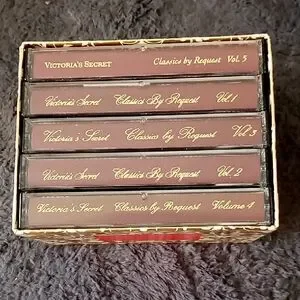 VICTORIA'S SECRET Classics by Request Vol. 5
Victoria's Secret Classics By Request Vol. 1
Victoria's Secret Classics by Request Vol 3
Victoria's Secret Classics By Request Vol. 2
Victoria's Secret Classics by Request Volume 4